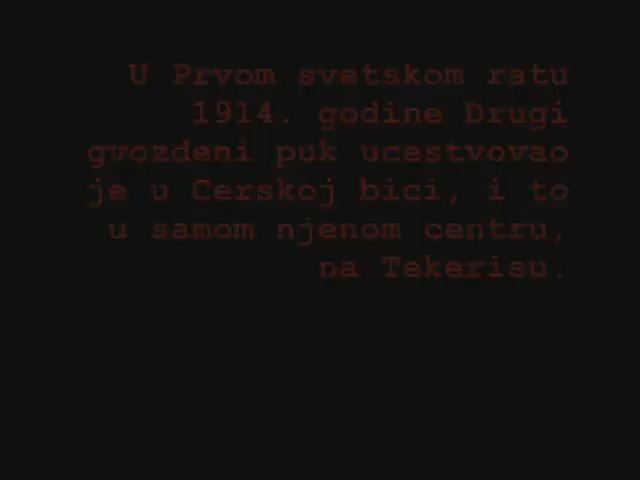 U Prvom svetskom ratu
1914. godine Drugi
gvozdeni puk ucestvovao
je u Cerskoj bici, i to
u samom njenom centru,
na Tekerisu.